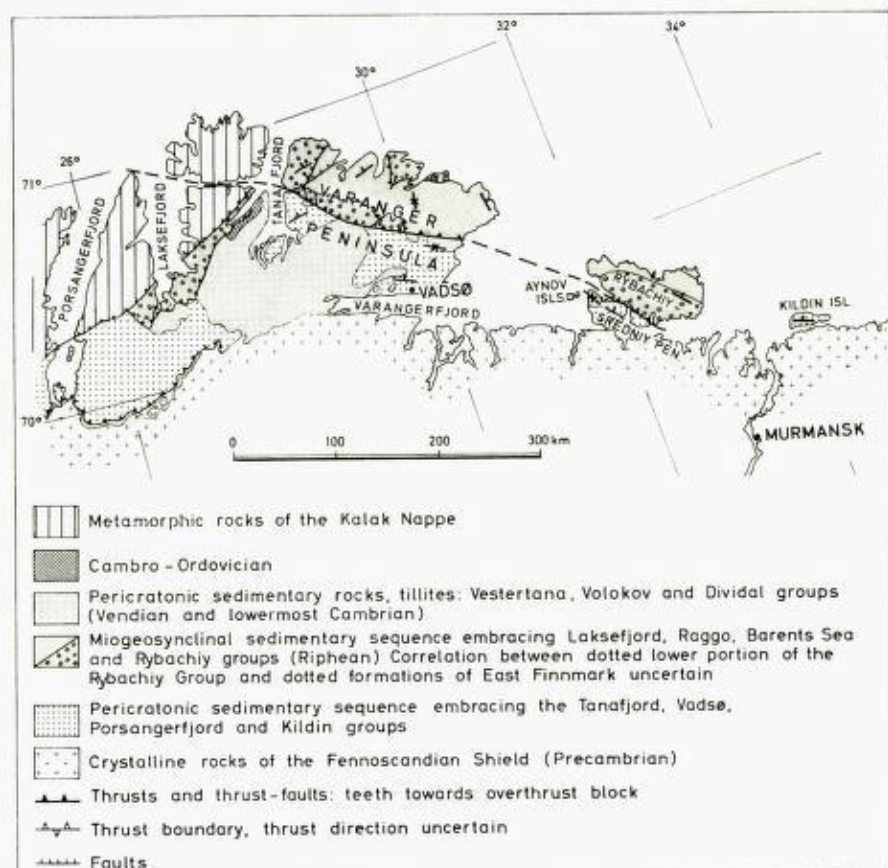 32°
34°
30°
26°
71°
PORSANGERFJORD
LAKSEFJORD
TANAFJORD
VARANGER
PENINSULA
VADSØ
VARANGERFJORD
AYNOV
ISLS.
RYBACHIY
SREDNIY PEN
KILDIN ISL
70°
MURMANSK
0 100 200 300 km
Metamorphic rocks of the Kalak Nappe
Cambro-Ordovician
Pericratonic sedimentary rocks, tillites: Vestertana, Volokov and Dividal groups
(Vendian and lowermost Cambrian)
Miogeosynclinal sedimentary sequence embracing Laksefjord, Raggo, Barents Sea
and Rybachiy groups (Riphean) Correlation between dotted lower portion of the
Rybachiy Group and dotted formations of East Finnmark uncertain
Pericratonic sedimentary sequence embracing the Tanafjord, Vadsø,
Porsangerfjord and Kildin groups
Crystalline rocks of the Fennoscandian Shield (Precambrian)
Thrusts and thrust-faults: teeth towards overthrust block
Thrust boundary, thrust direction uncertain
Faults